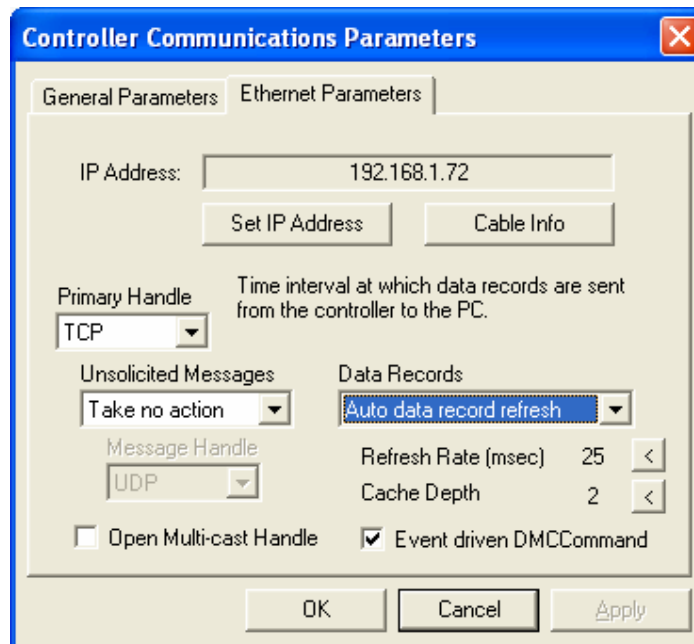 Controller Communications Parameters
General Parameters
Ethernet Parameters
IP Address:
192.168.1.72
Set IP Address
Cable Info
Time interval at which data records are sent
from the controller to the PC.
Primary Handle
TCP
Unsolicited Messages
Data Records
Take no action
Auto data record refresh
Message Handle
UDP
Refresh Rate (msec)
25
<
Cache Depth
2
<
Open Multi-cast Handle
Event driven DMCCommand
OK
Cancel
Apply